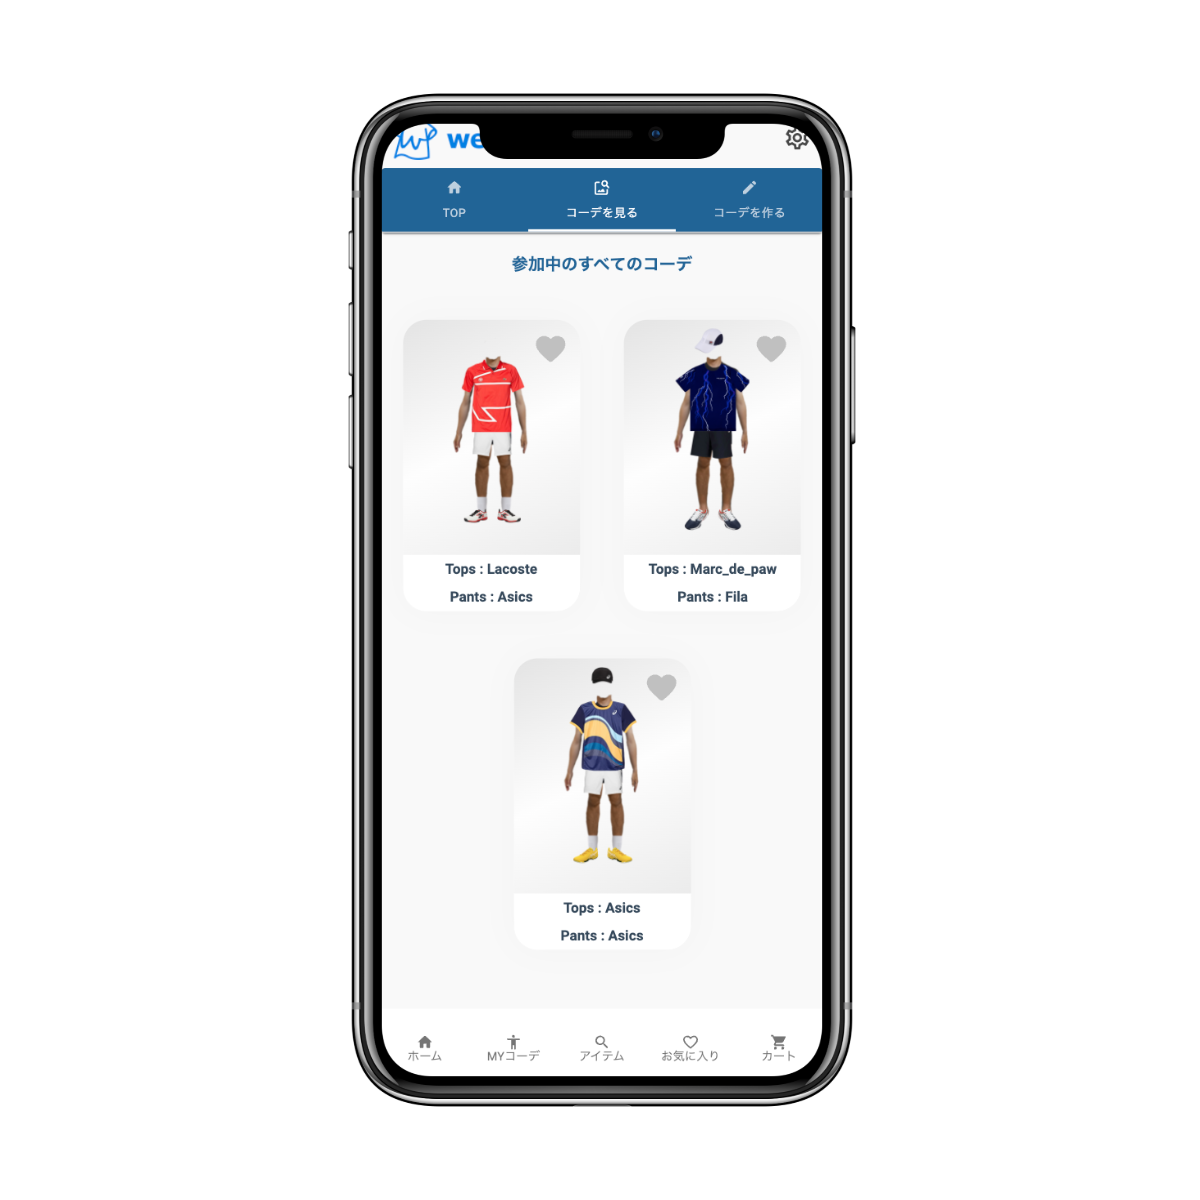 we
TOP
コーデを見る
コーデを作る
参加中のすべてのコーデ
Tops : Lacoste
Pants : Asics
Tops : Marc_de_paw
Pants : Fila
Tops : Asics
Pants : Asics
ホーム
MYコーデ
アイテム
お気に入り
カート